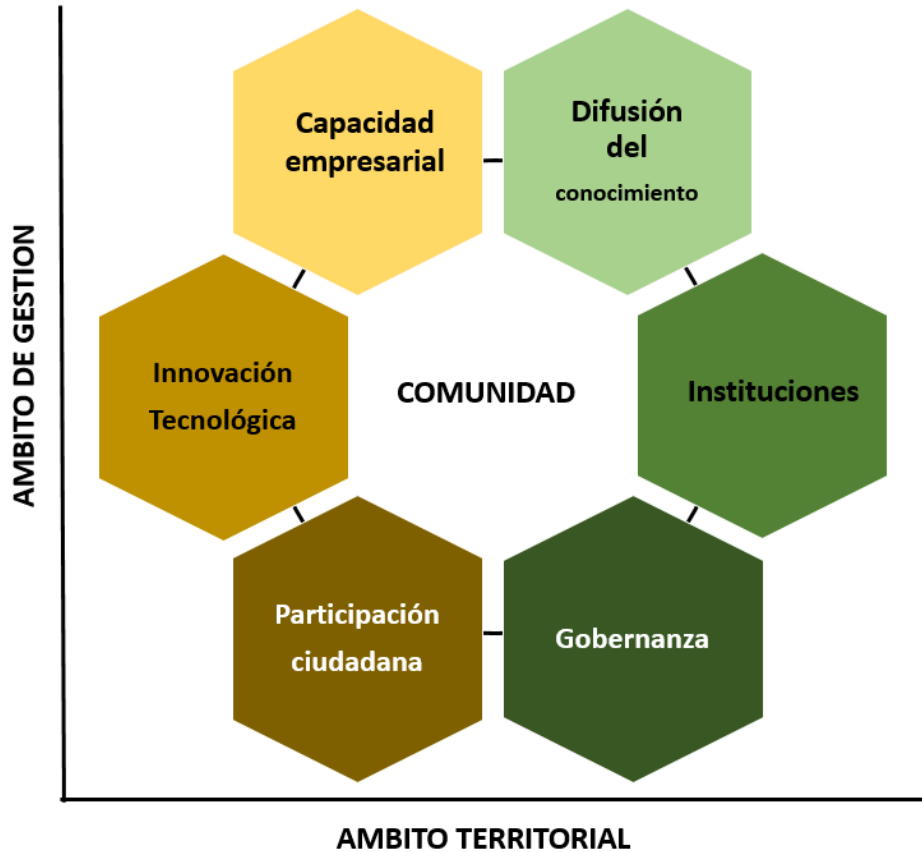 Capacidad
empresarial
Difusión
del
conocimiento
AMBITO DE GESTION
Innovación
Tecnológica
COMUNIDAD
Instituciones
Participación
ciudadana
Gobernanza
AMBITO TERRITORIAL